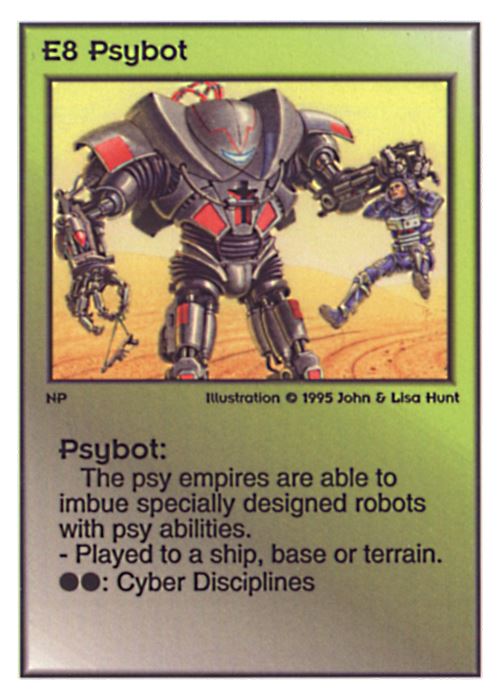 E8 Psybot
NP
Illustration © 1995 John & Lisa Hunt
Psybot:
The psy empires are able to
imbue specially designed robots
with psy abilities.
- Played to a ship, base or terrain.
●●: Cyber Disciplines